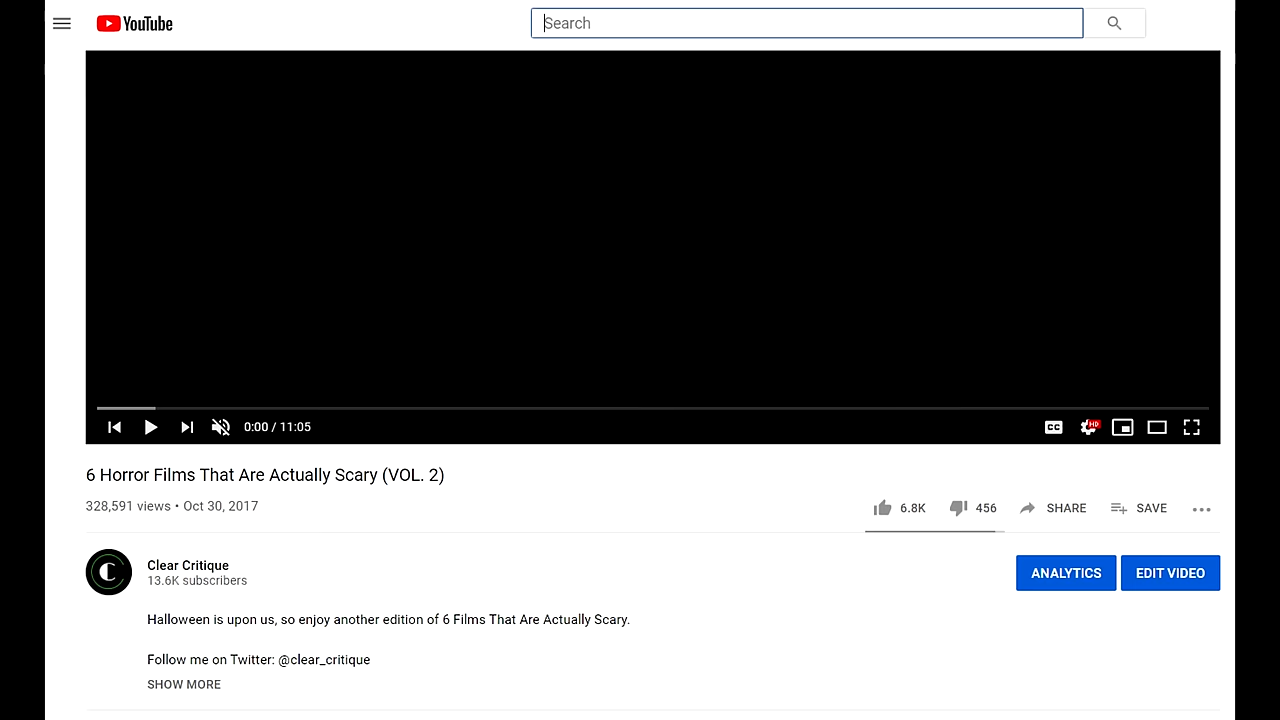 YouTube
Search
0:00 / 11:05
CC
HD
6 Horror Films That Are Actually Scary (VOL. 2)
328,591 views • Oct 30, 2017
6.8K
456
SHARE
SAVE
C
Clear Critique
13.6K subscribers
ANALYTICS
EDIT VIDEO
Halloween is upon us, so enjoy another edition of 6 Films That Are Actually Scary.
Follow me on Twitter: @clear_critique
SHOW MORE